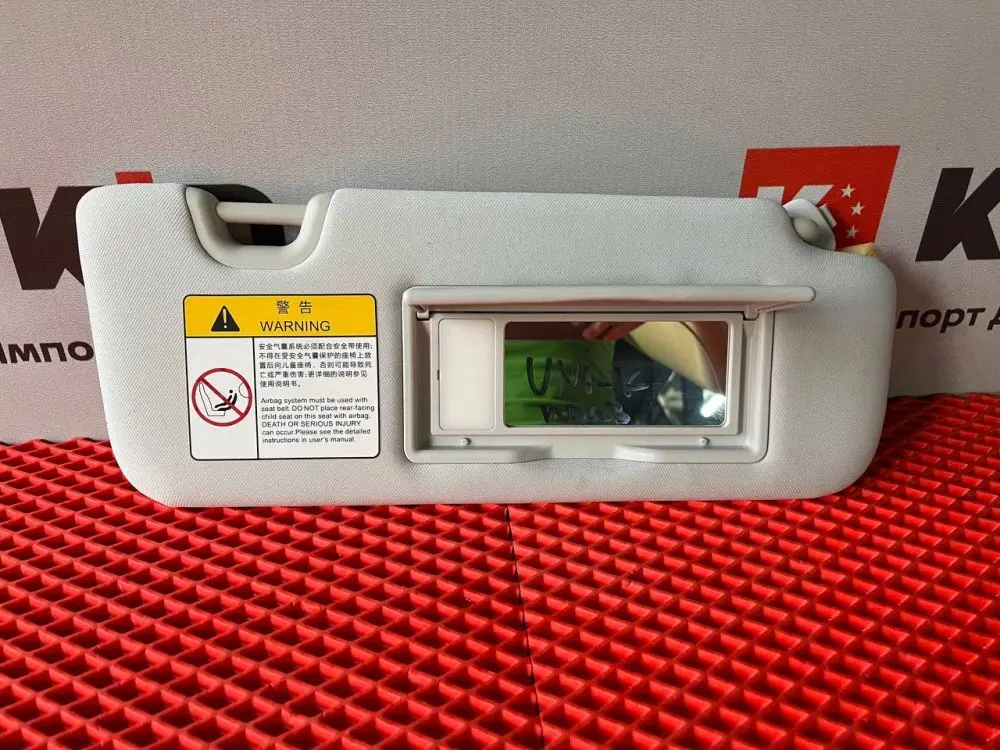 K
K
K
Импо
порт д
警告
WARNING
安全气囊系统必须配合安全带使用;
不得在受安全气囊保护的座椅上放
置后向儿童座椅, 否则可能导致死
亡或严重伤害;更详细的说明参见
使用说明书。
Airbag system must be used with
seat belt. DO NOT place rear-facing
child seat on this seat with airbag.
DEATH OR SERIOUS INJURY
can occur.Please see the detailed
instructions in user's manual.
UNI-K